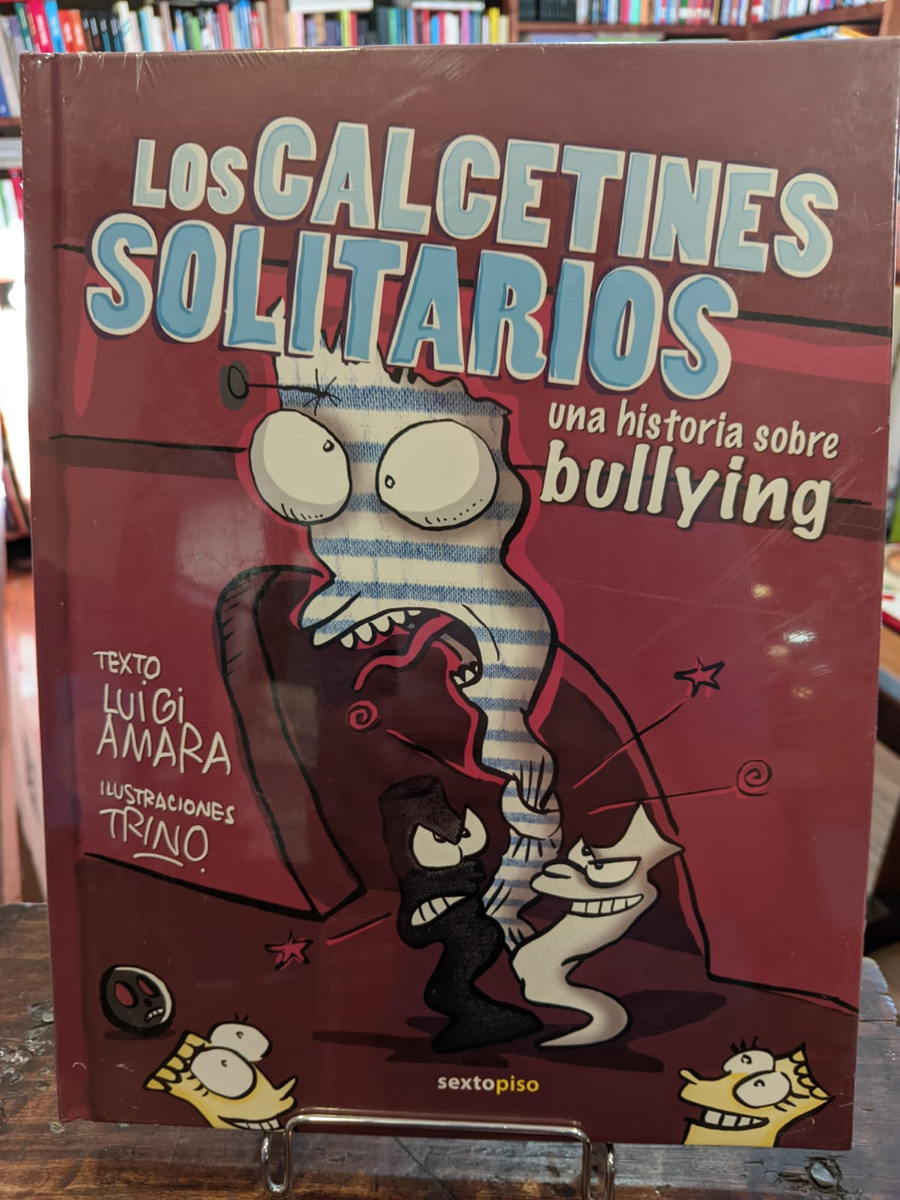 LOS CALCETINES
SOLITARIOS
una historia sobre
bullying
TEXTO
LUIGI
AMARA
ILUSTRACIONES
TRINO
sextopiso